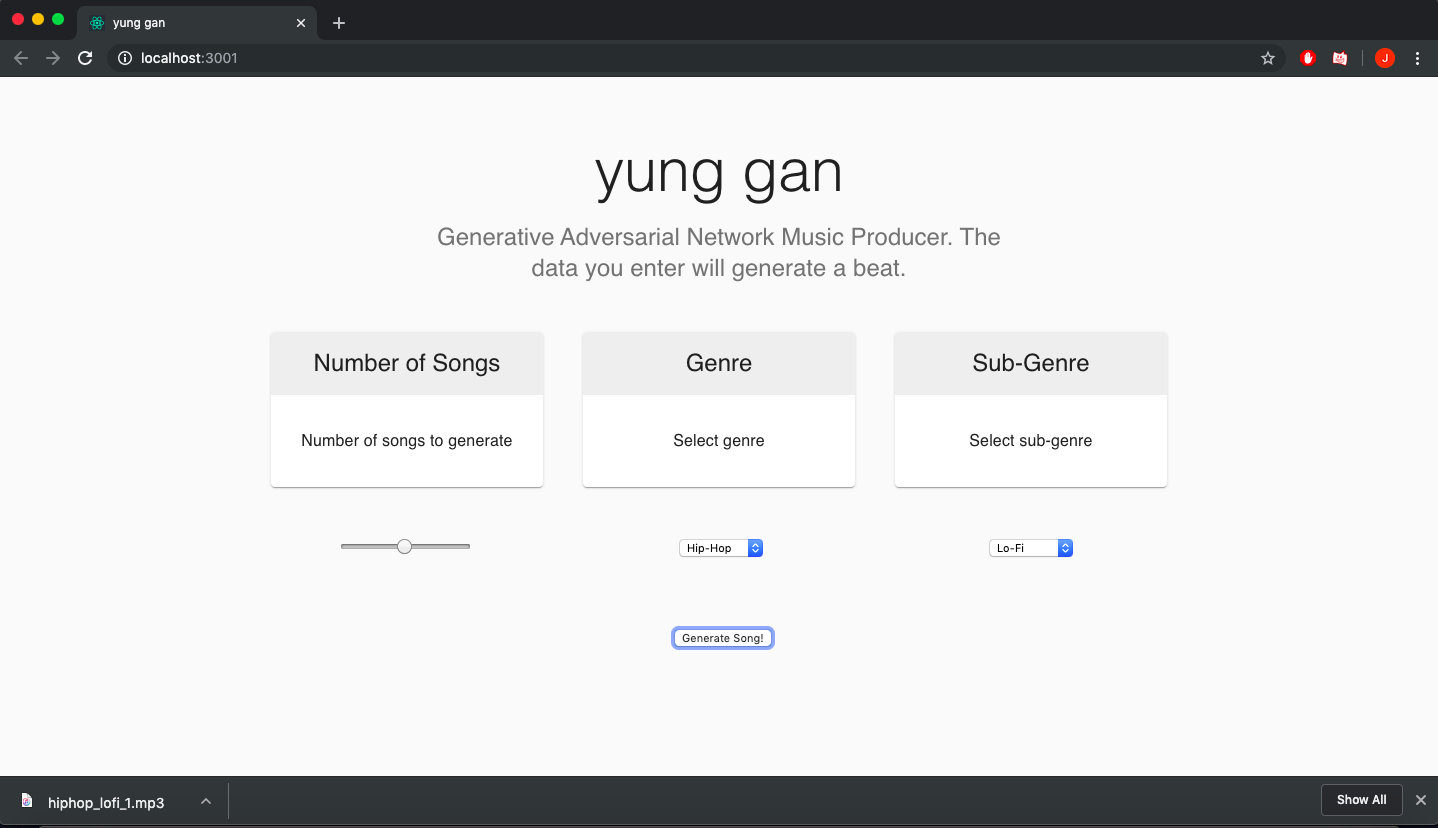 yung gan
localhost:3001
J
yung gan
Generative Adversarial Network Music Producer. The
data you enter will generate a beat.
Number of Songs
Genre
Sub-Genre
Number of songs to generate
Select genre
Select sub-genre
Hip-Hop
Lo-Fi
Generate Song!
hiphop_lofi_1.mp3
Show All